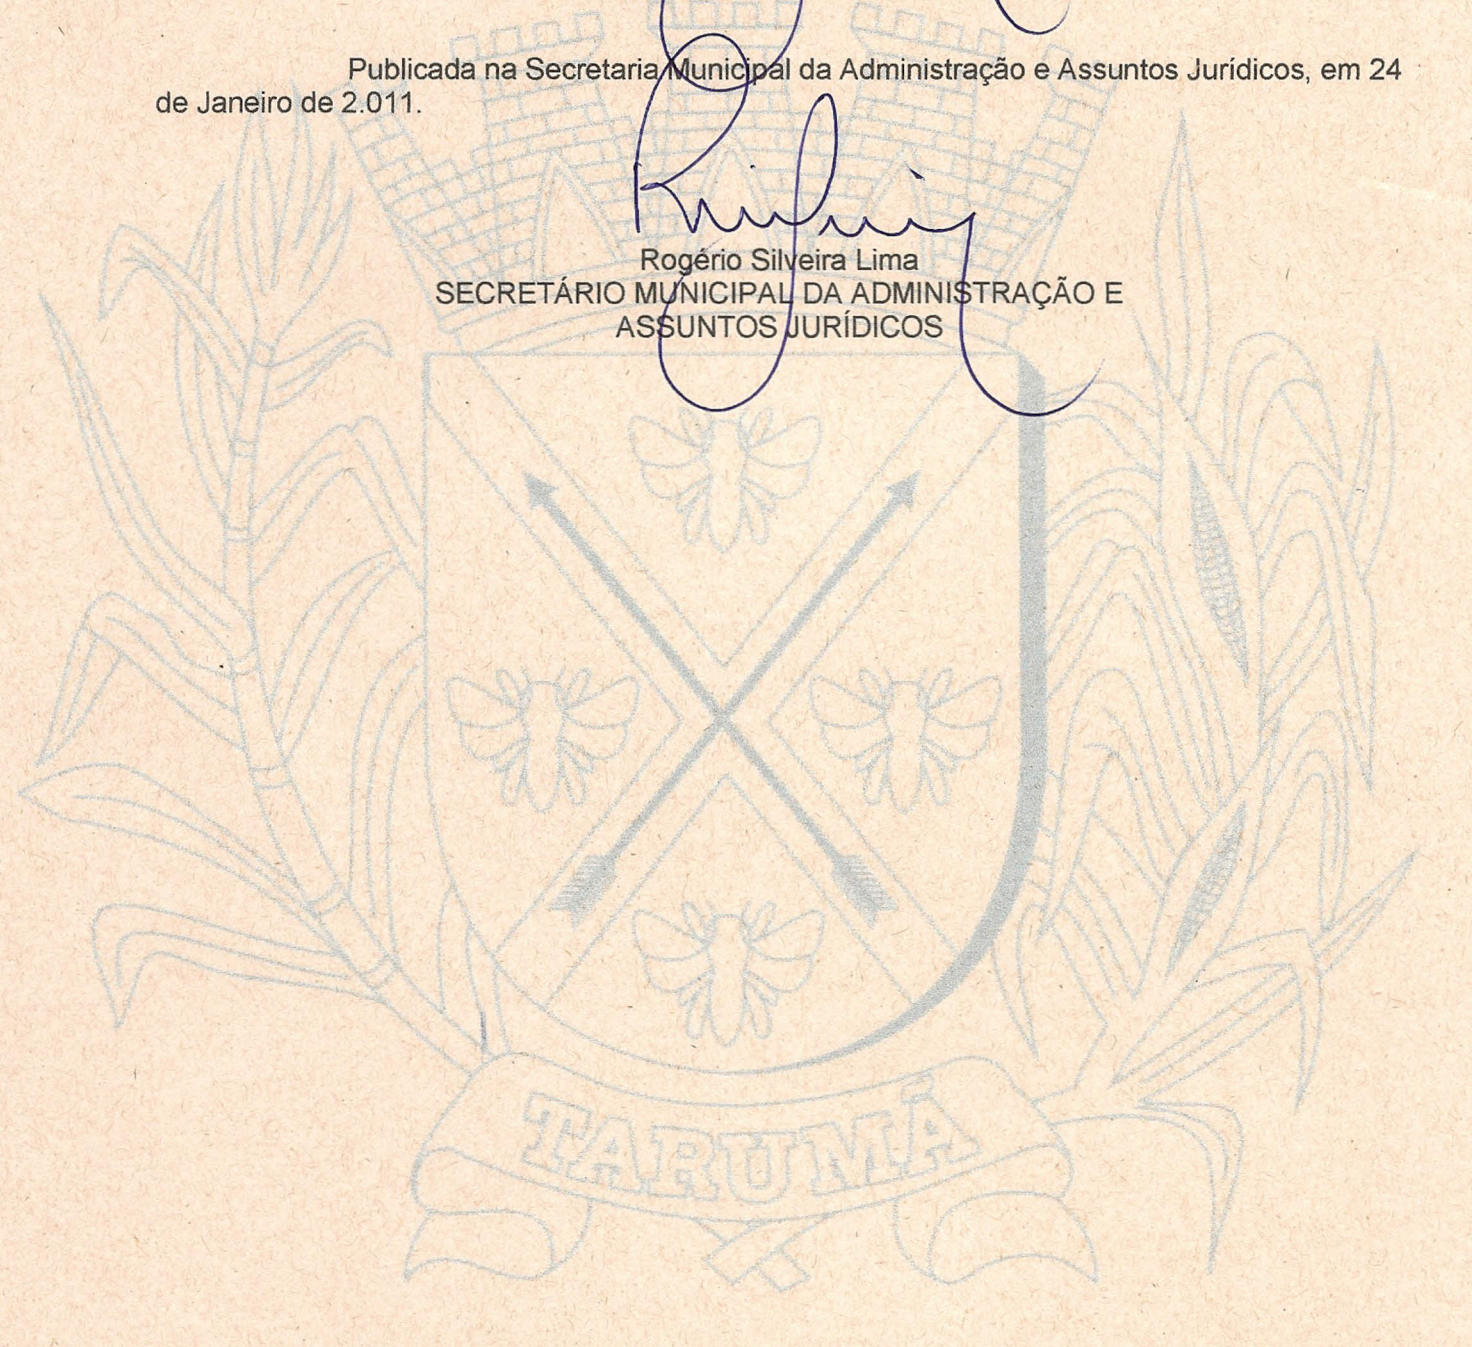 Publicada na Secretaria Municipal da Administração e Assuntos Jurídicos, em 24
de Janeiro de 2.011.
Rogério Silveira Lima
SECRETÁRIO MUNICIPAL DA ADMINISTRAÇÃO E
ASSUNTOS JURÍDICOS
TARUMÃ